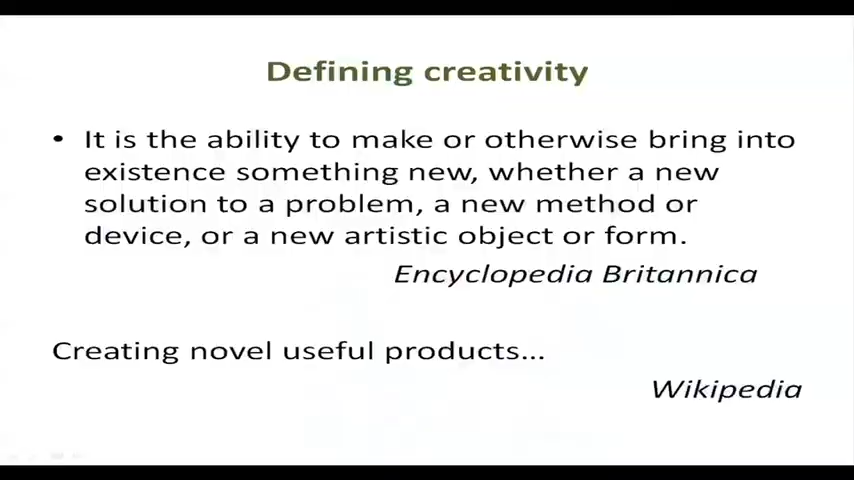 Defining creativity
• It is the ability to make or otherwise bring into
existence something new, whether a new
solution to a problem, a new method or
device, or a new artistic object or form.
Encyclopedia Britannica
Creating novel useful products...
Wikipedia